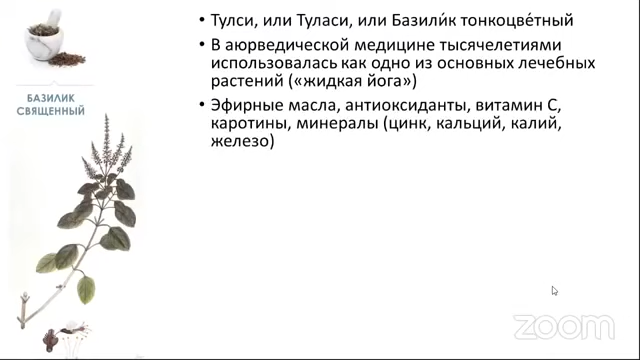 • Тулси, или Туласи, или Базили́к тонкоцве́тный
• В аюрведической медицине тысячелетиями
использовалась как одно из основных лечебных
растений («жидкая йога»)
• Эфирные масла, антиоксиданты, витамин С,
каротины, минералы (цинк, кальций, калий,
железо)
БАЗИЛИК
СВЯЩЕННЫЙ
zoom